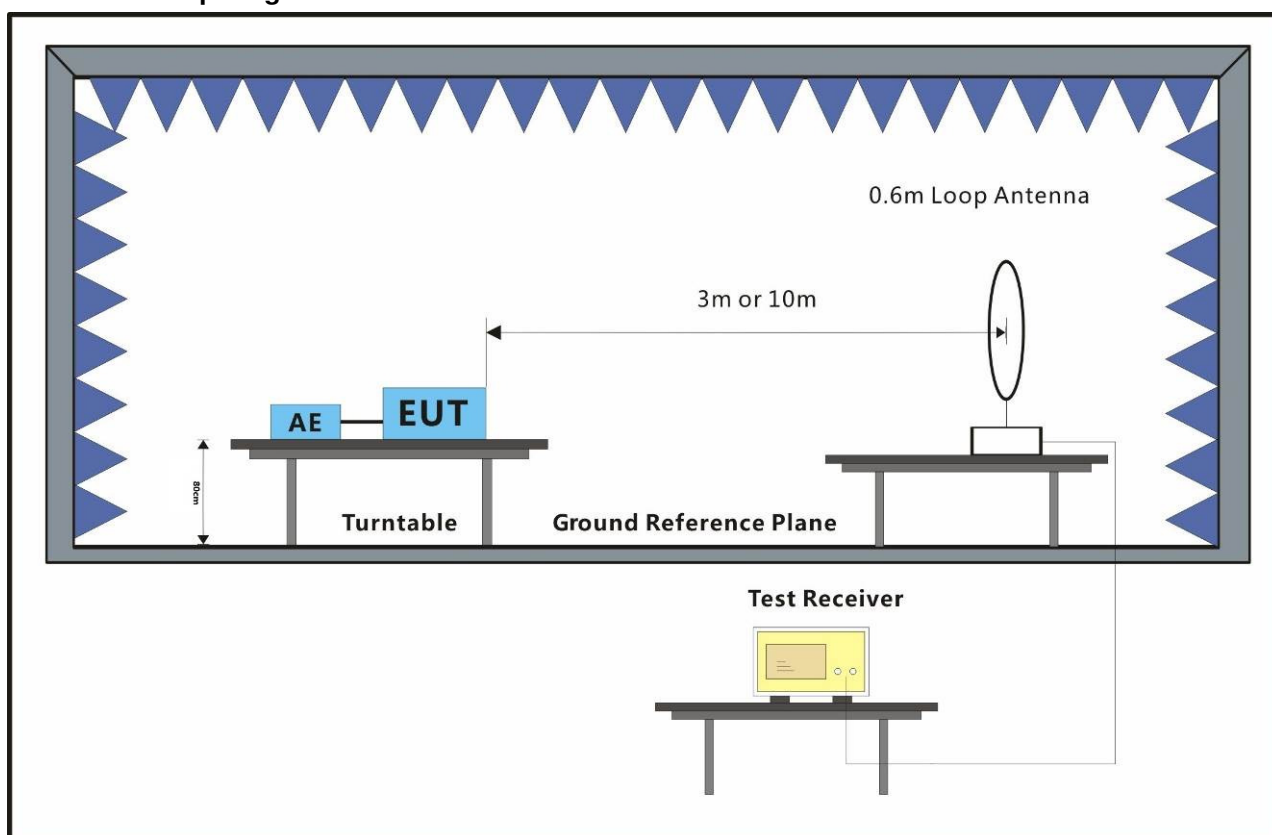 0.6m Loop Antenna
3m or 10m
AE
EUT
80cm
Turntable
Ground Reference Plane
Test Receiver